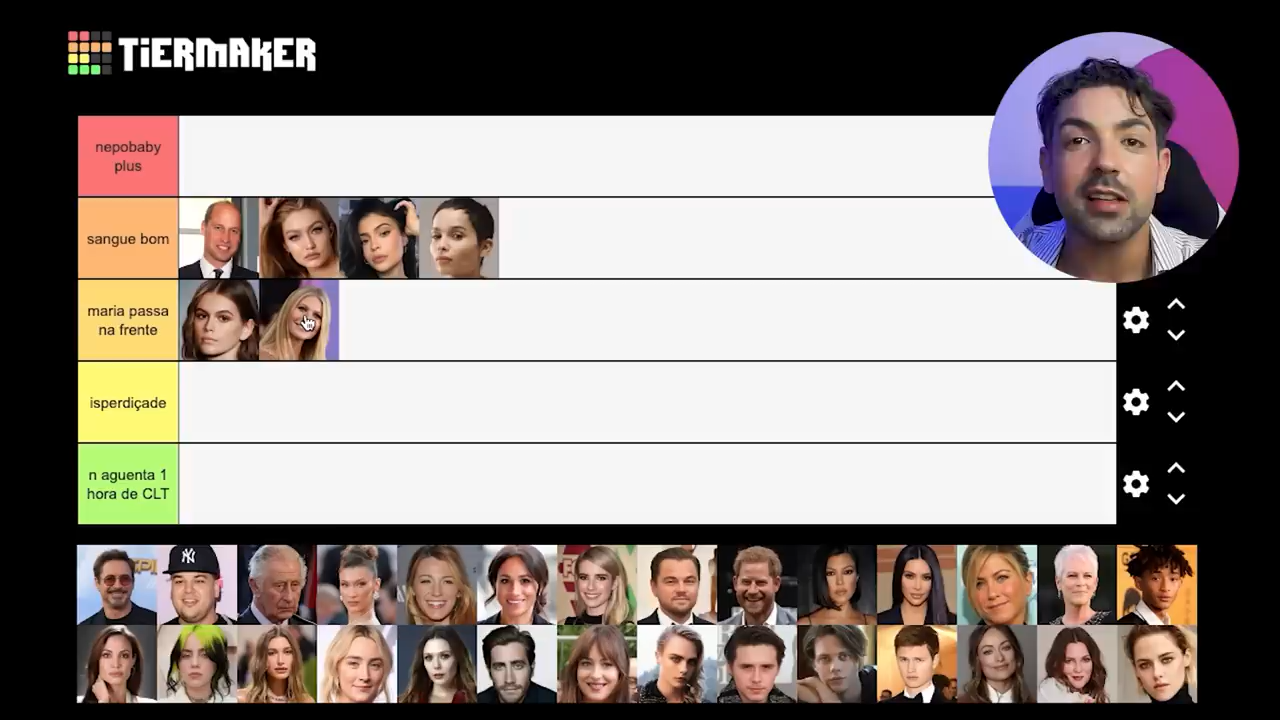 TiERMAKER
nepobaby
plus
sangue bom
maria passa
na frente
isperdiçade
n aguenta 1
hora de CLT